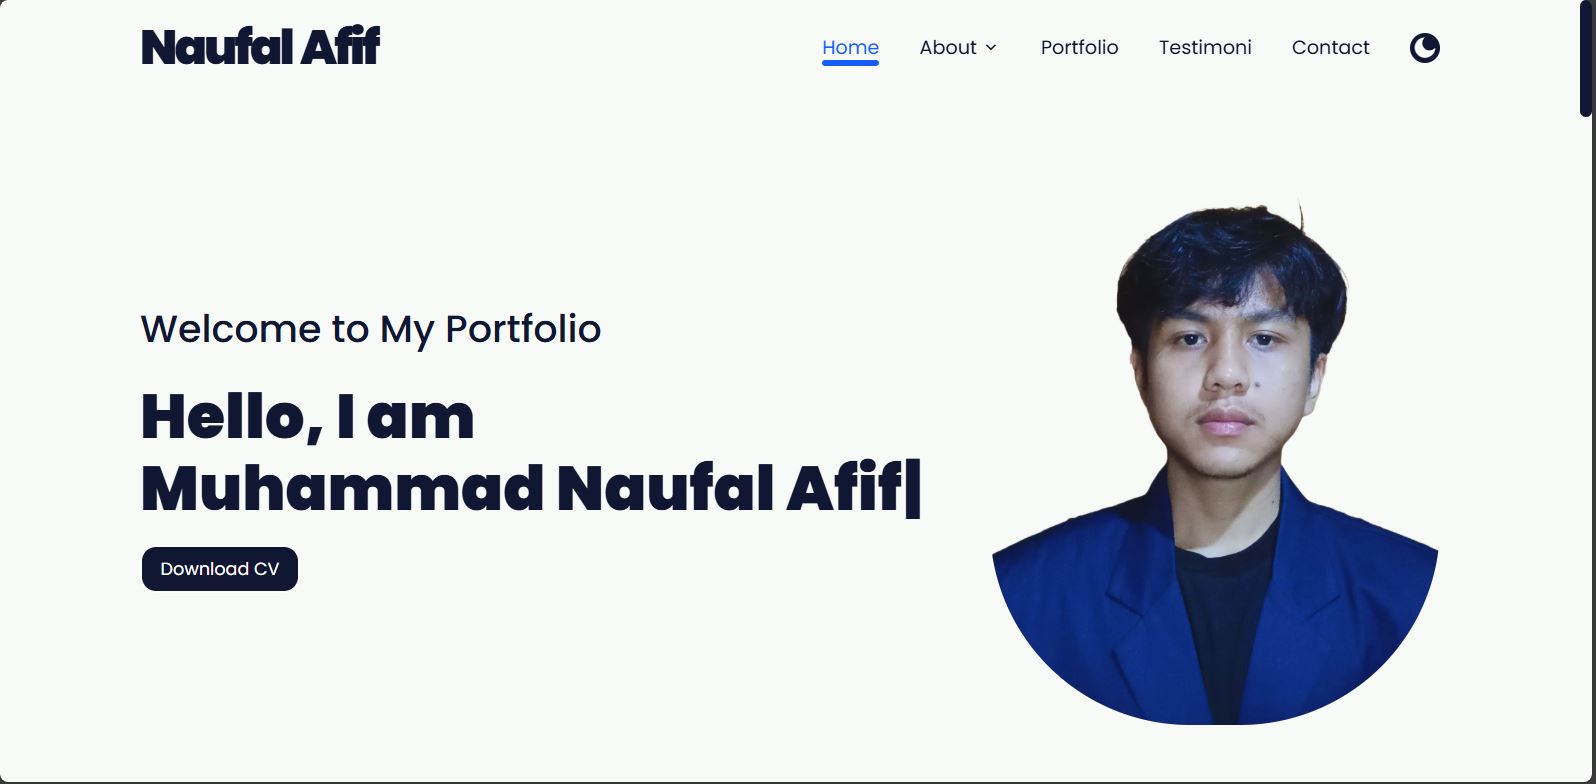 Naufal Afif
Home About Portfolio Testimoni Contact
Welcome to My Portfolio
Hello, I am
Muhammad Naufal Afif|
Download CV